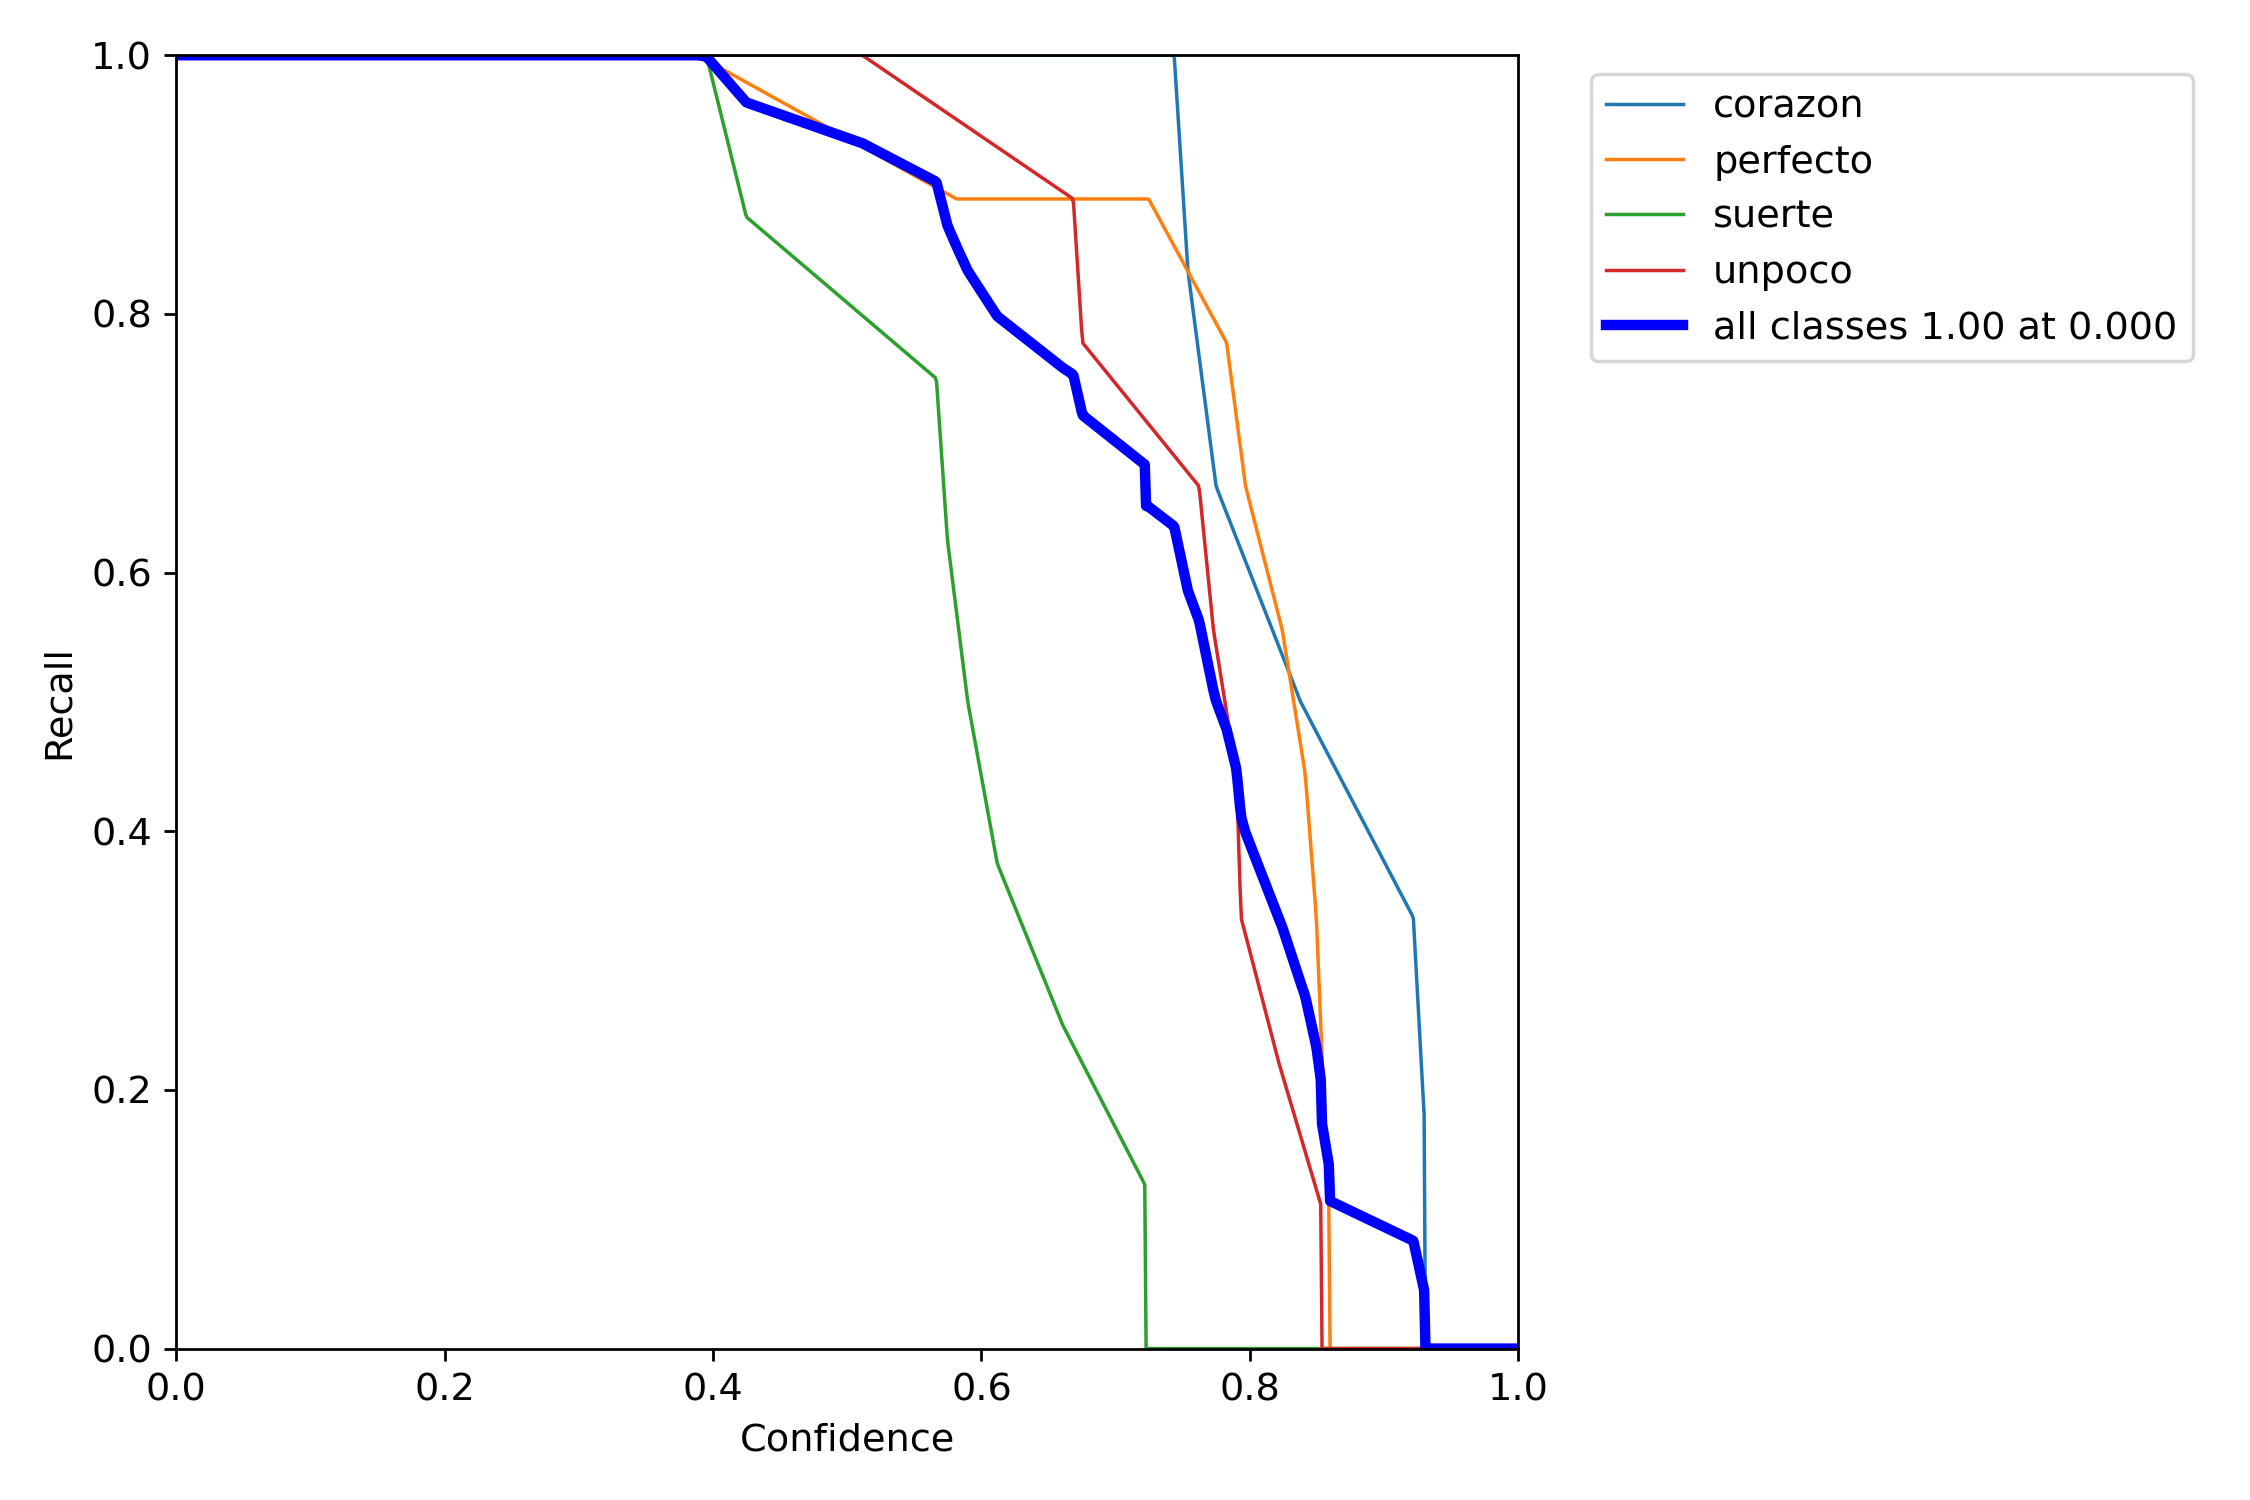 1.0
0.8
0.6
0.4
0.2
0.0
Recall
0.0 0.2 0.4 0.6 0.8 1.0
Confidence
corazon
perfecto
suerte
unpoco
all classes 1.00 at 0.000